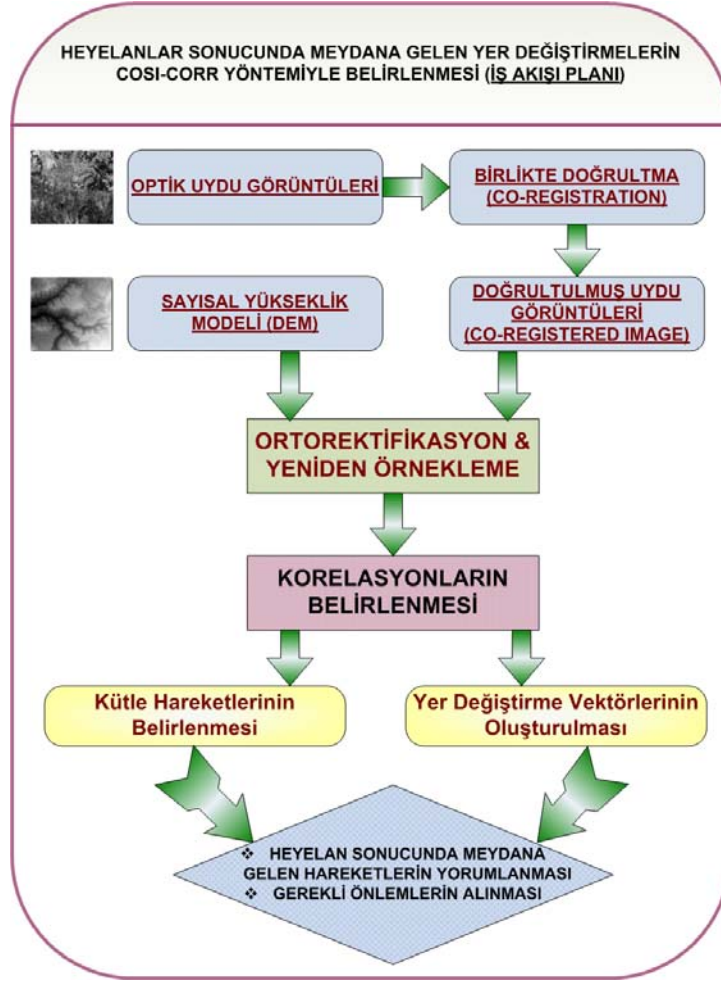 HEYELANLAR SONUCUNDA MEYDANA GELEN YER DEĞİŞTİRMELERİN
COSI-CORR YÖNTEMİYLE BELİRLENMESİ (İŞ AKIŞI PLANI)
OPTİK UYDU GÖRÜNTÜLERİ
BİRLİKTE DOĞRULTMA
(CO-REGISTRATION)
SAYISAL YÜKSEKLİK
MODELİ (DEM)
DOĞRULTULMUŞ UYDU
GÖRÜNTÜLERİ
(CO-REGISTERED IMAGE)
ORTOREKTİFİKASYON &
YENİDEN ÖRNEKLEME
KORELASYONLARIN
BELİRLENMESİ
Kütle Hareketlerinin
Belirlenmesi
Yer Değiştirme Vektörlerinin
Oluşturulması
❖ HEYELAN SONUCUNDA MEYDANA
GELEN HAREKETLERİN YORUMLANMASI
❖ GEREKLİ ÖNLEMLERİN ALINMASI